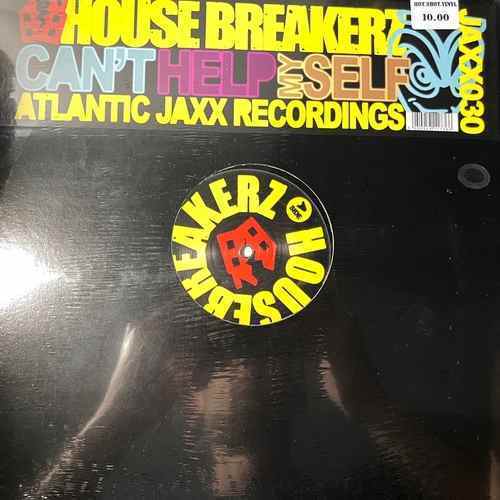 HOUSE BREAKERZ
HOT SHOT VINYL
10.00
CAN'T HELP MY SELF
ATLANTIC JAXX RECORDINGS
JAXX030
HOUSEBREAKERZ